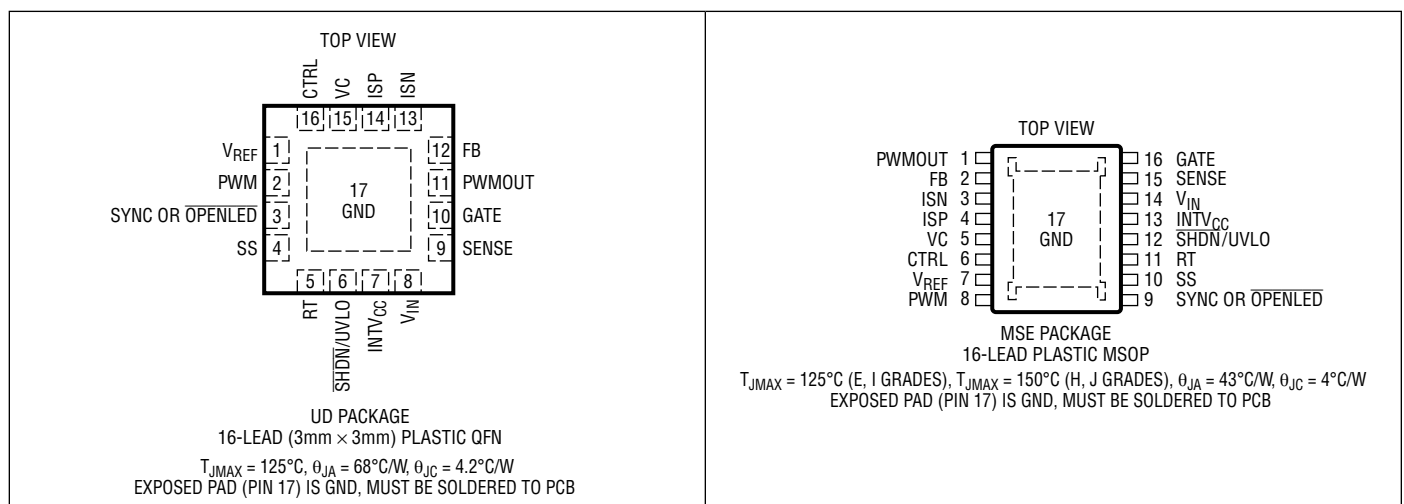 TOP VIEW
CTRL
VC
ISP
ISN
16 15 14 13
VREF 1
PWM 2
SYNC OR OPENLED 3
SS 4
12 FB
11 PWMOUT
10 GATE
9 SENSE
17
GND
5 6 7 8
RT
SHDN/UVLO
INTVCC
VIN
UD PACKAGE
16-LEAD (3mm × 3mm) PLASTIC QFN
TJMAX = 125°C, θJA = 68°C/W, θJC = 4.2°C/W
EXPOSED PAD (PIN 17) IS GND, MUST BE SOLDERED TO PCB
TOP VIEW
PWMOUT 1
FB 2
ISN 3
ISP 4
VC 5
CTRL 6
VREF 7
PWM 8
17
GND
16 GATE
15 SENSE
14 VIN
13 INTVCC
12 SHDN/UVLO
11 RT
10 SS
9 SYNC OR OPENLED
MSE PACKAGE
16-LEAD PLASTIC MSOP
TJMAX = 125°C (E, I GRADES), TJMAX = 150°C (H, J GRADES), θJA = 43°C/W, θJC = 4°C/W
EXPOSED PAD (PIN 17) IS GND, MUST BE SOLDERED TO PCB